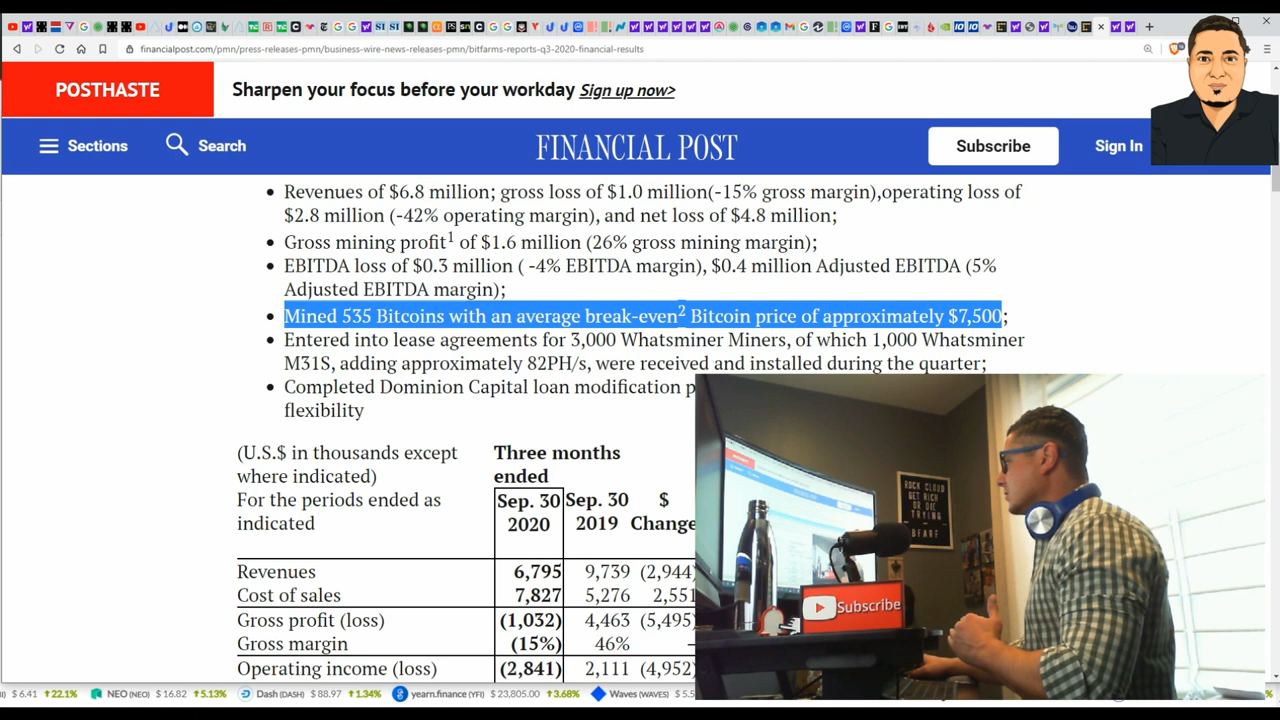 financialpost.com/pmn/press-releases-pmn/business-wire-news-releases-pmn/bitfarms-reports-q3-2020-financial-results
POSTHASTE
Sharpen your focus before your workday Sign up now>
Sections
Search
FINANCIAL POST
Subscribe
Sign In
• Revenues of $6.8 million; gross loss of $1.0 million(-15% gross margin),operating loss of
$2.8 million (-42% operating margin), and net loss of $4.8 million;
• Gross mining profit1 of $1.6 million (26% gross mining margin);
• EBITDA loss of $0.3 million ( -4% EBITDA margin), $0.4 million Adjusted EBITDA (5%
Adjusted EBITDA margin);
• Mined 535 Bitcoins with an average break-even2 Bitcoin price of approximately $7,500;
• Entered into lease agreements for 3,000 Whatsminer Miners, of which 1,000 Whatsminer
M31S, adding approximately 82PH/s, were received and installed during the quarter;
• Completed Dominion Capital loan modification p
flexibility
(U.S.$ in thousands except
where indicated)
For the periods ended as
indicated
Three months
ended
Sep. 30 Sep. 30 $
2020 2019 Change
Revenues 6,795 9,739 (2,944)
Cost of sales 7,827 5,276 2,551
Gross profit (loss) (1,032) 4,463 (5,495)
Gross margin (15%) 46% –
Operating income (loss) (2,841) 2,111 (4,952)
ROCK CLOUD
GET RICH
OR DIE
TRYING
Subscribe
$ 6.41 22.1% NEO (NEO) $ 16.82 5.13% Dash (DASH) $ 88.97 1.34% yearn.finance (YFI) $ 23,805.00 3.68% Waves (WAVES) $ 5.5